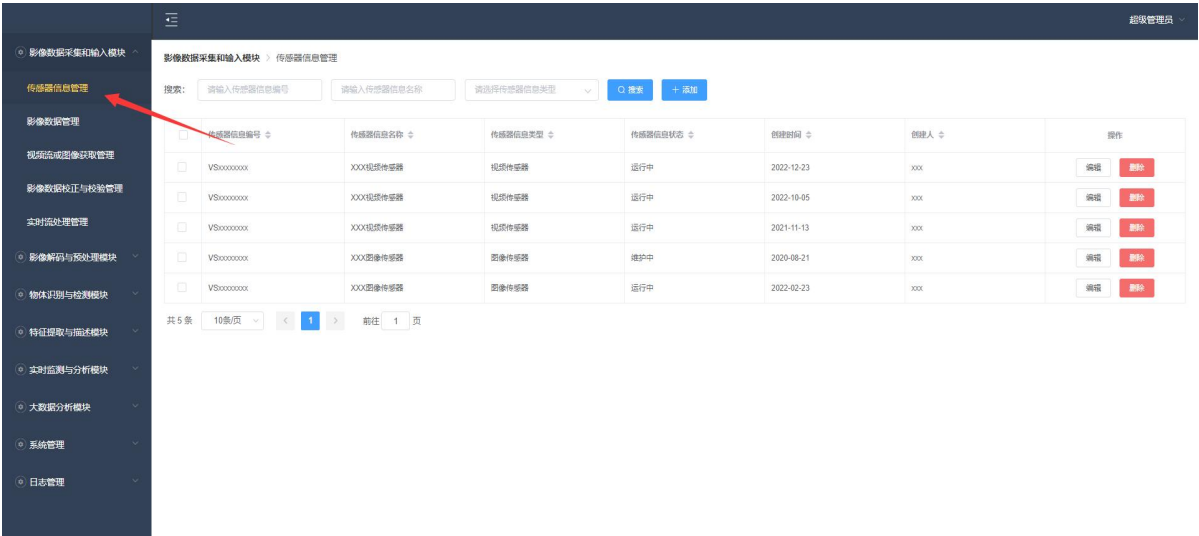 超级管理员
影像数据采集和输入模块
传感器信息管理
影像数据管理
视频流或图像获取管理
影像数据校正与校验管理
实时流处理管理
影像解码与预处理模块
物体识别与检测模块
特征提取与描述模块
实时监测与分析模块
大数据分析模块
系统管理
日志管理
影像数据采集和输入模块 > 传感器信息管理
搜索: 请输入传感器信息编号 请输入传感器信息名称 请选择传感器信息类型 搜索 + 添加
传感器信息编号 传感器信息名称 传感器信息类型 传感器信息状态 创建时间 创建人 操作
VSxxxxxxxx XXX视频传感器 视频传感器 运行中 2022-12-23 xxx 编辑 删除
VSxxxxxxxx XXX视频传感器 视频传感器 运行中 2022-10-05 xxx 编辑 删除
VSxxxxxxxx XXX视频传感器 视频传感器 运行中 2021-11-13 xxx 编辑 删除
VSxxxxxxxx XXX图像传感器 图像传感器 维护中 2020-08-21 xxx 编辑 删除
VSxxxxxxxx XXX图像传感器 图像传感器 运行中 2022-02-23 xxx 编辑 删除
共 5 条 10条/页 < 1 > 前往 1 页